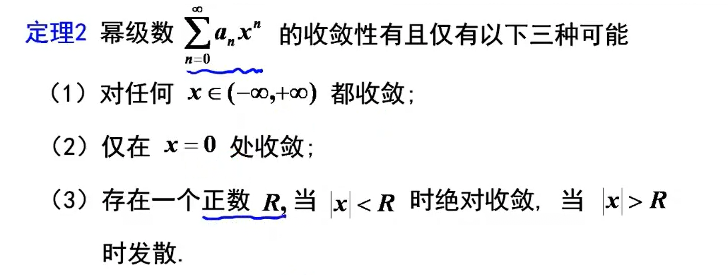 定理2 幂级数 $\sum_{n=0}^{\infty} a_n x^n$ 的收敛性有且仅有以下三种可能
（1）对任何 $x \in (-\infty, +\infty)$ 都收敛；
（2）仅在 $x = 0$ 处收敛；
（3）存在一个正数 $R$, 当 $|x| < R$ 时绝对收敛, 当 $|x| > R$
时发散.